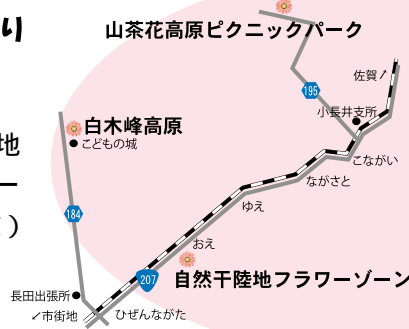 り
山茶花高原ピクニックパーク
佐賀↗
195
小長井支所
白木峰高原
こどもの城
地
こながい
ながさと
ー
184
ゆえ
）
おえ
207
自然干陸地フラワーゾーン
長田出張所
↙市街地
ひぜんながた